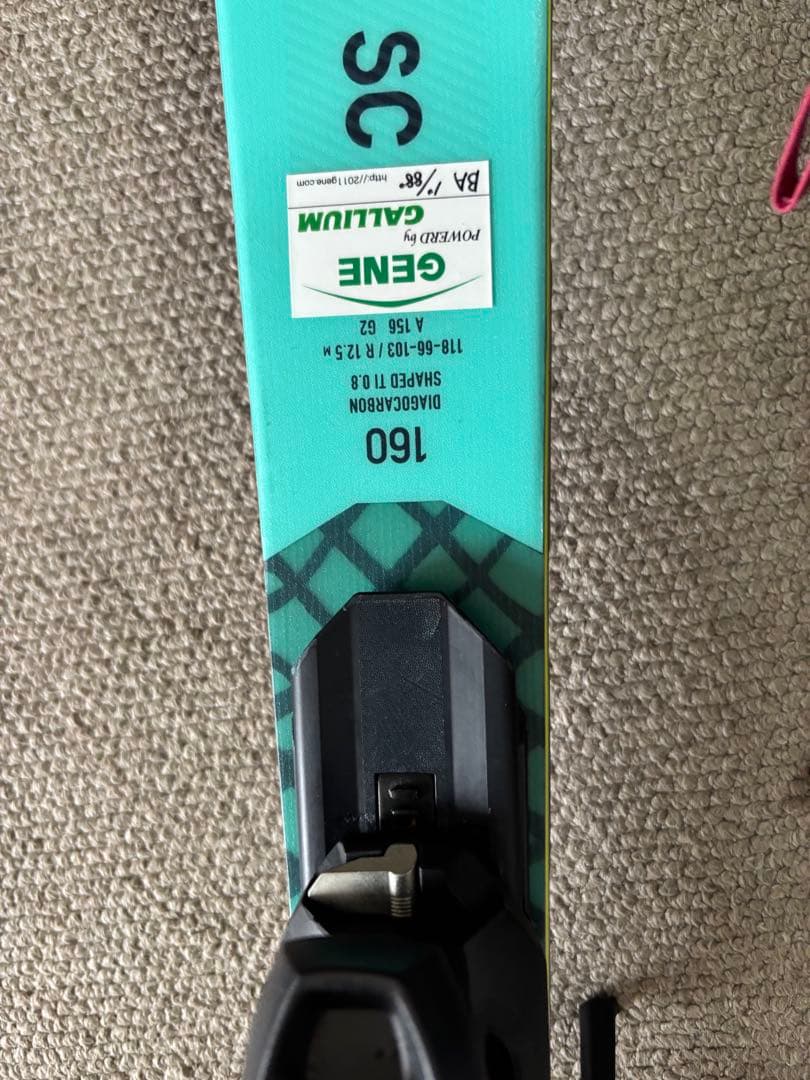 SC
160
DIAGOCARBON
SHAPED TI 0.8
118-66-103 / R 12.5 M
A 156 G2
GENE
POWERD by
GALLIUM
BA 1°/88° http://2011gene.com